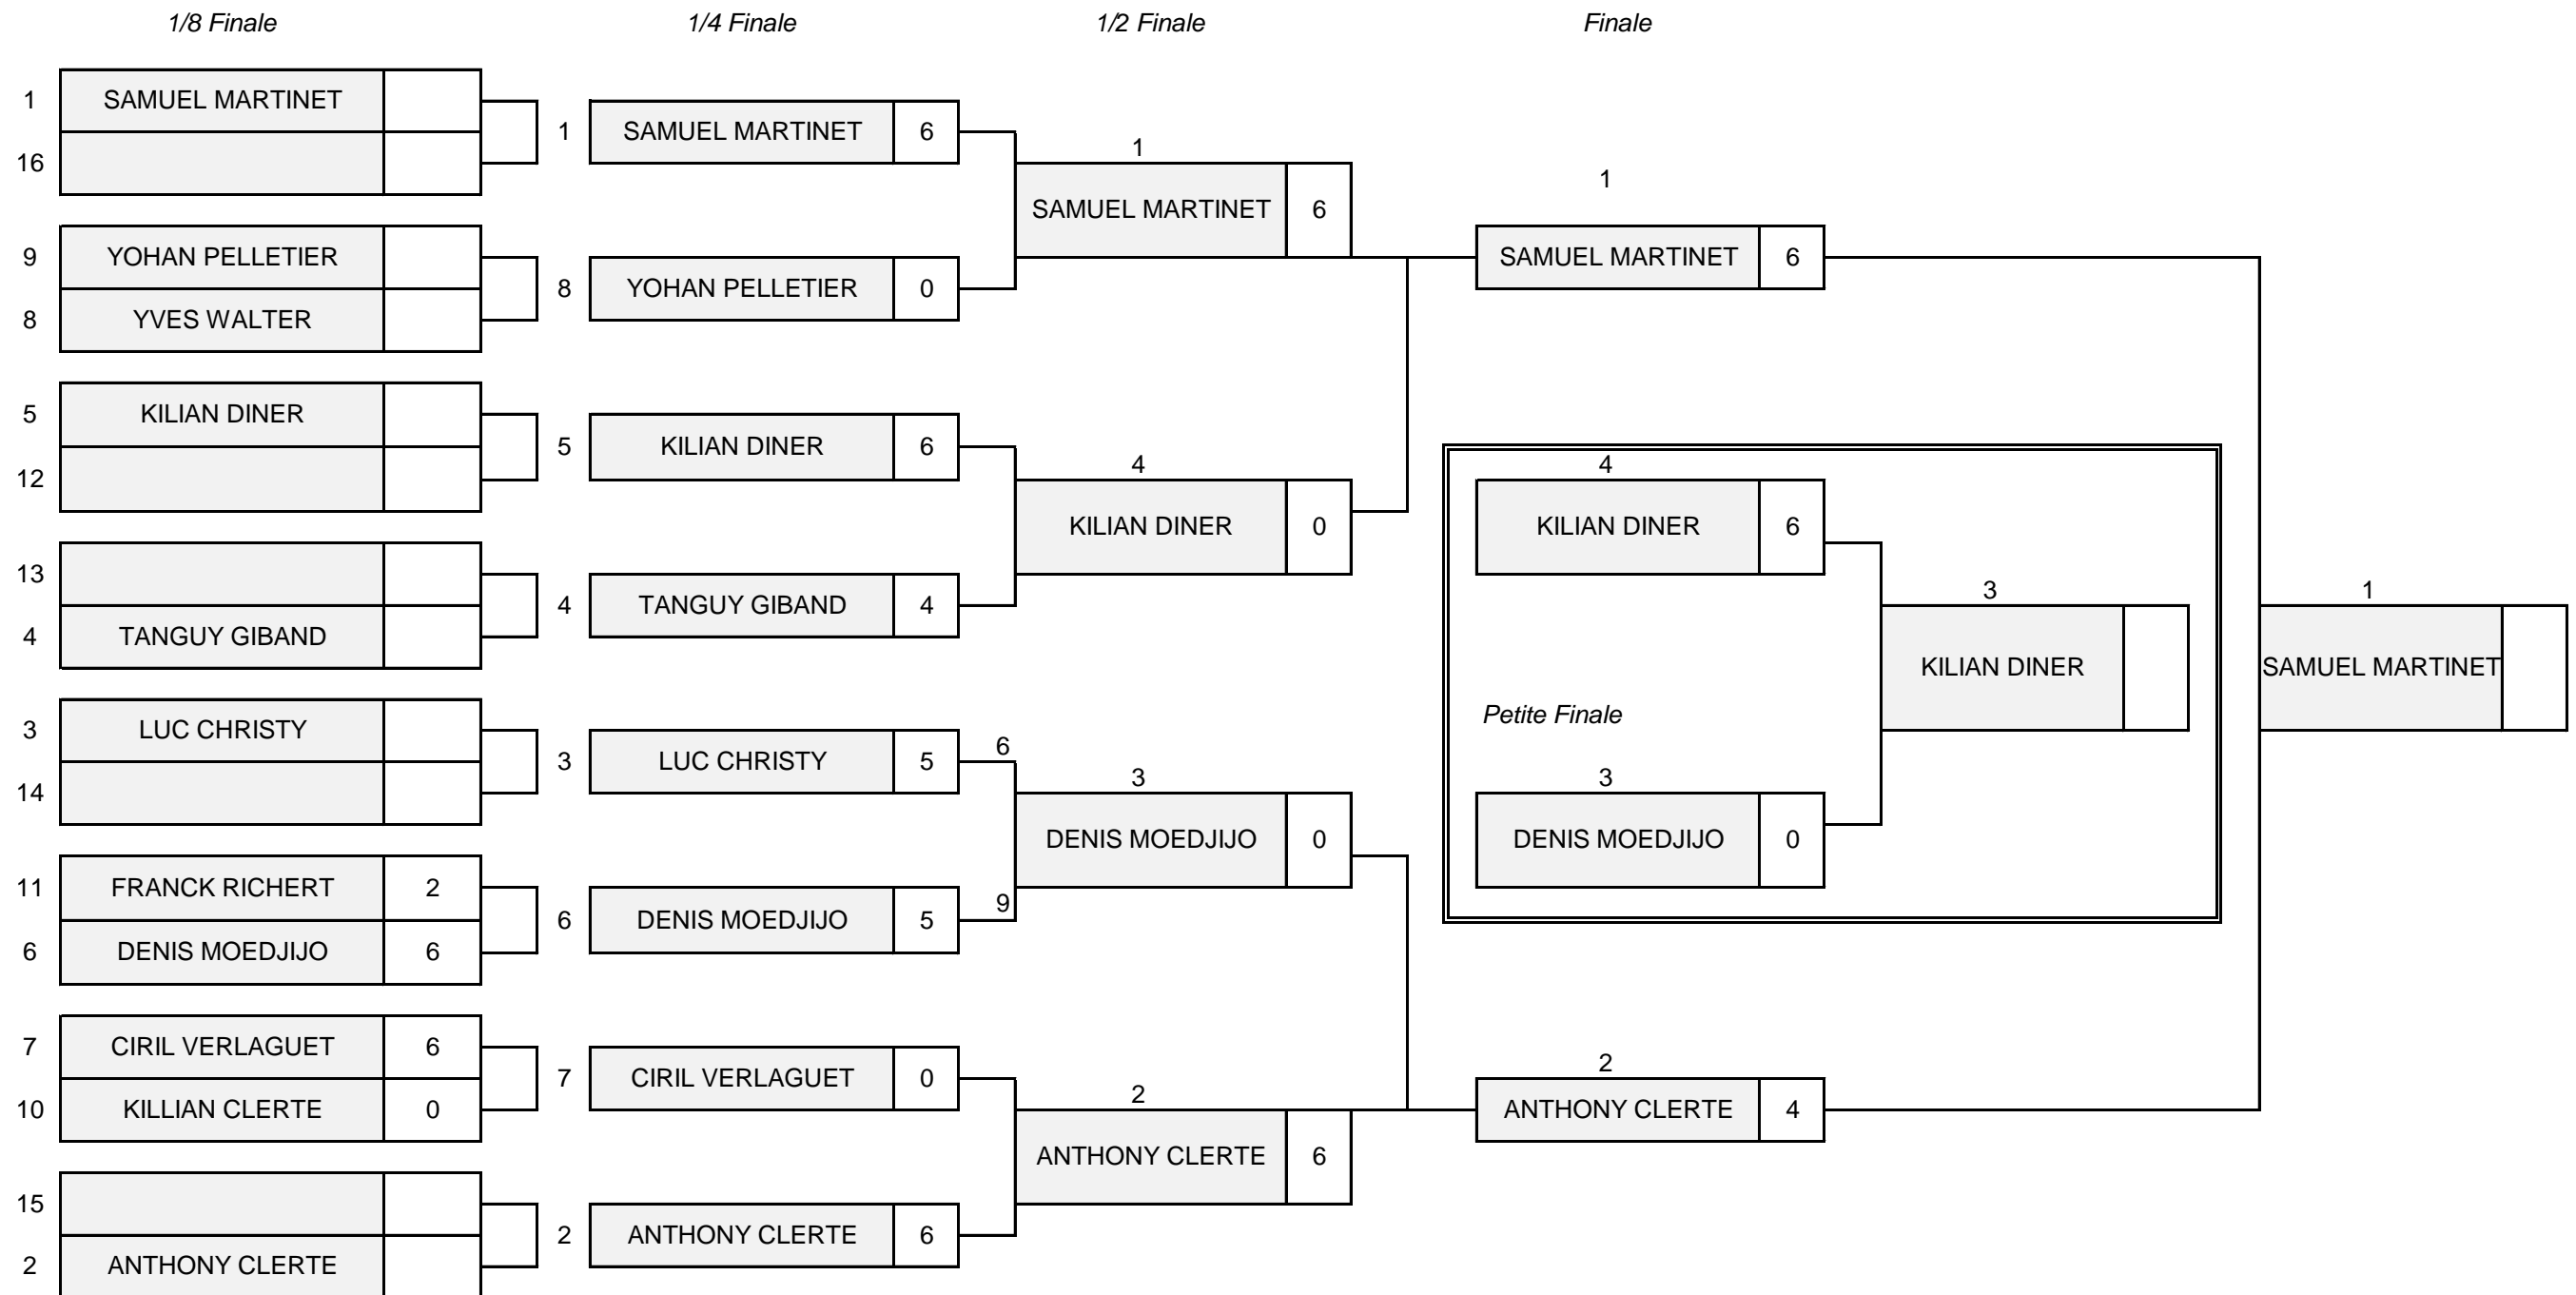 1/8 Finale 1/4 Finale 1/2 Finale Finale
1 SAMUEL MARTINET
16
9 YOHAN PELLETIER
8 YVES WALTER
5 KILIAN DINER
12
13
4 TANGUY GIBAND
3 LUC CHRISTY
14
11 FRANCK RICHERT 2
6 DENIS MOEDJIJO 6
7 CIRIL VERLAGUET 6
10 KILLIAN CLERTE 0
15
2 ANTHONY CLERTE
1 SAMUEL MARTINET 6
8 YOHAN PELLETIER 0
5 KILIAN DINER 6
4 TANGUY GIBAND 4
3 LUC CHRISTY 5 6
6 DENIS MOEDJIJO 5 9
7 CIRIL VERLAGUET 0
2 ANTHONY CLERTE 6
1
SAMUEL MARTINET 6
4
KILIAN DINER 0
3
DENIS MOEDJIJO 0
2
ANTHONY CLERTE 6
1
SAMUEL MARTINET 6
4
KILIAN DINER 6
Petite Finale
3
DENIS MOEDJIJO 0
3
KILIAN DINER
2
ANTHONY CLERTE 4
1
SAMUEL MARTINET